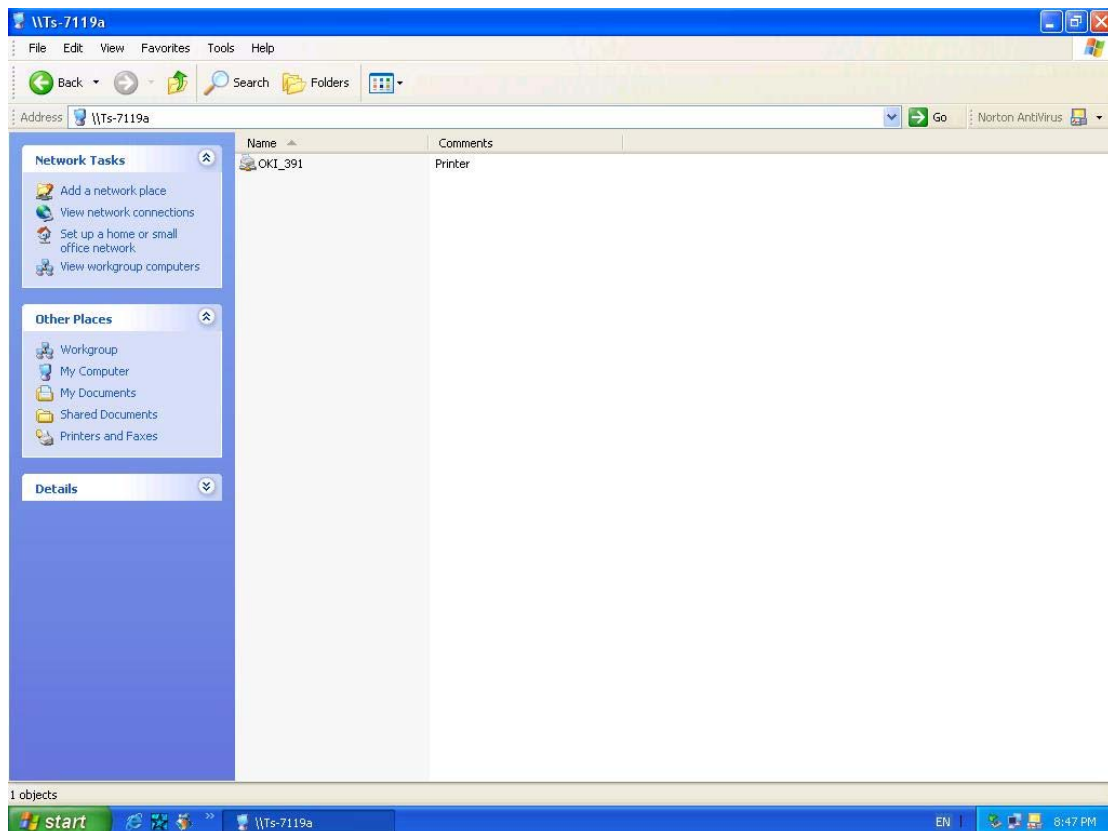 \\Ts-7119a
File Edit View Favorites Tools Help
Back Search Folders
Address \\Ts-7119a Go Norton AntiVirus
Name Comments
OKI_391 Printer
Network Tasks
Add a network place
View network connections
Set up a home or small
office network
View workgroup computers
Other Places
Workgroup
My Computer
My Documents
Shared Documents
Printers and Faxes
Details
1 objects
start \\Ts-7119a EN 8:47 PM